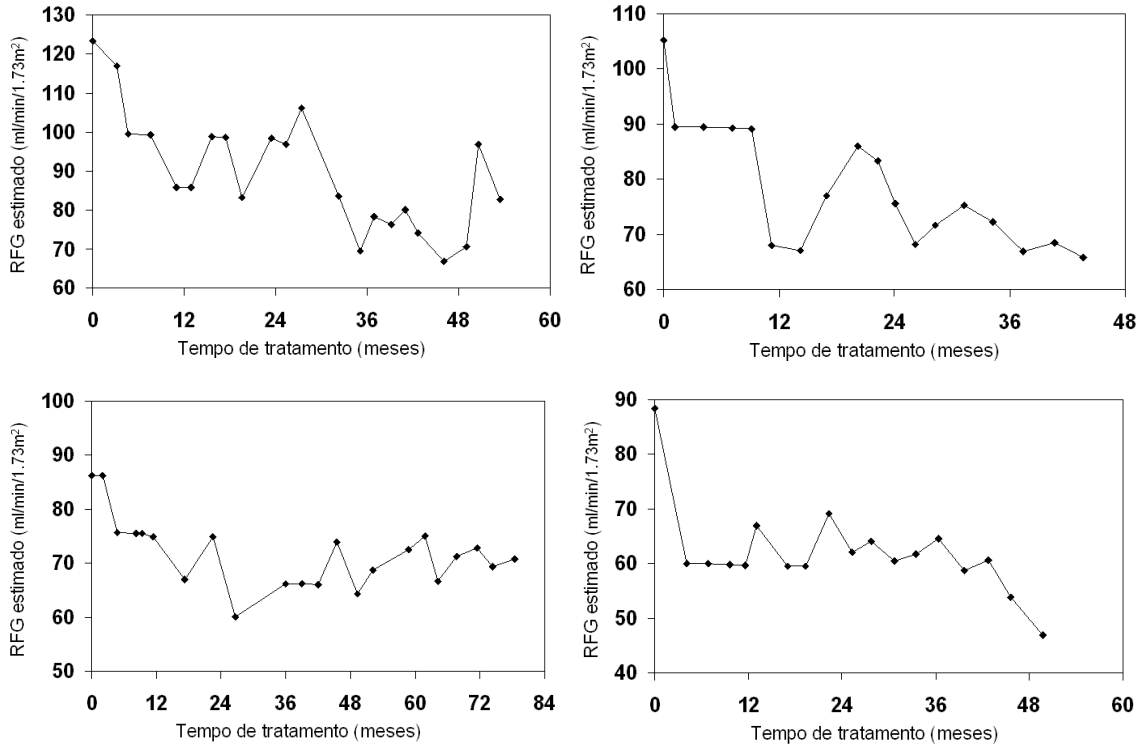 130
120
110
100
90
80
70
60
RFG estimado (ml/min/1.73m²)
0 12 24 36 48 60
Tempo de tratamento (meses)
110
100
90
80
70
60
RFG estimado (ml/min/1.73m²)
0 12 24 36 48
Tempo de tratamento (meses)
100
90
80
70
60
50
RFG estimado (ml/min/1.73m²)
0 12 24 36 48 60 72 84
Tempo de tratamento (meses)
90
80
70
60
50
40
RFG estimado (ml/min/1.73m²)
0 12 24 36 48 60
Tempo de tratamento (meses)